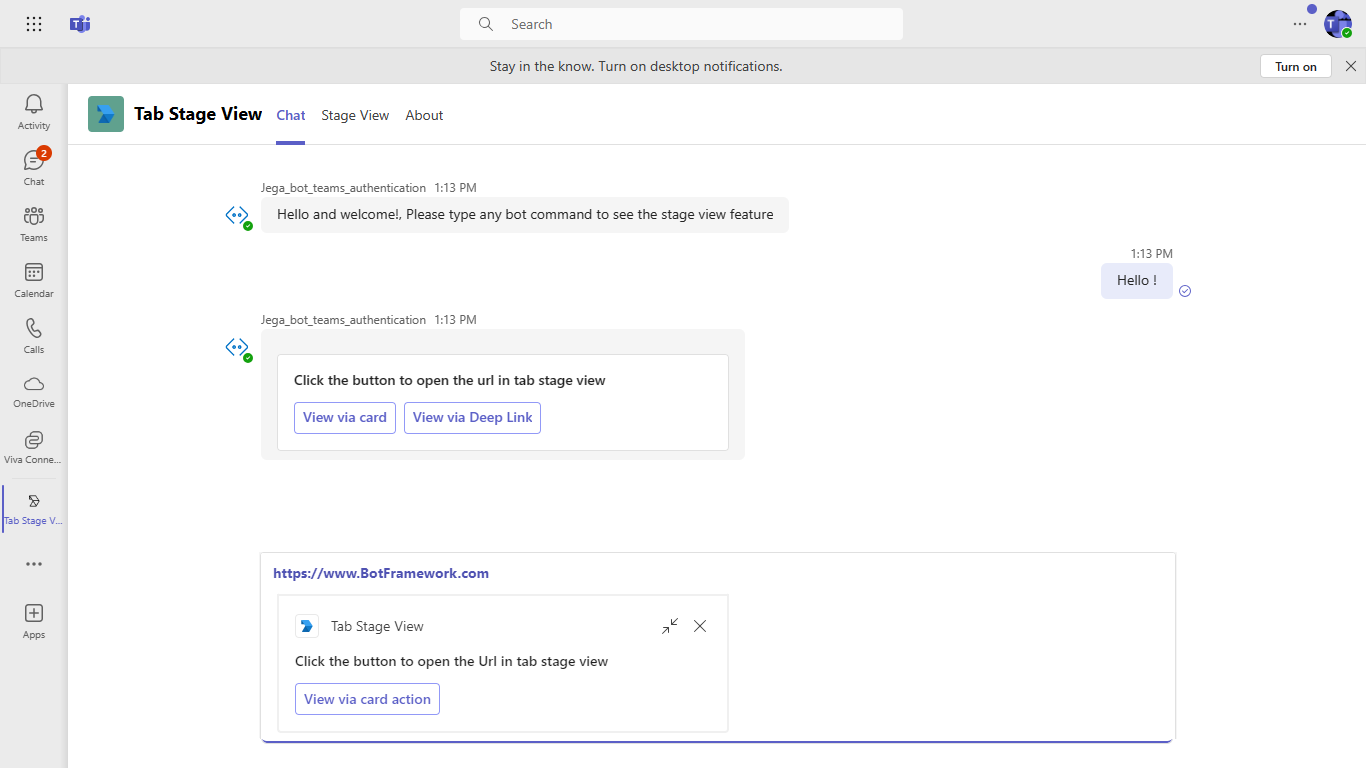 Search
Stay in the know. Turn on desktop notifications.
Turn on
Activity
2
Chat
Teams
Calendar
Calls
OneDrive
Viva Conne...
Tab Stage V...
Apps
Tab Stage View
Chat
Stage View
About
Jega_bot_teams_authentication 1:13 PM
Hello and welcome!, Please type any bot command to see the stage view feature
1:13 PM
Hello !
Jega_bot_teams_authentication 1:13 PM
Click the button to open the url in tab stage view
View via card
View via Deep Link
https://www.BotFramework.com
Tab Stage View
Click the button to open the Url in tab stage view
View via card action